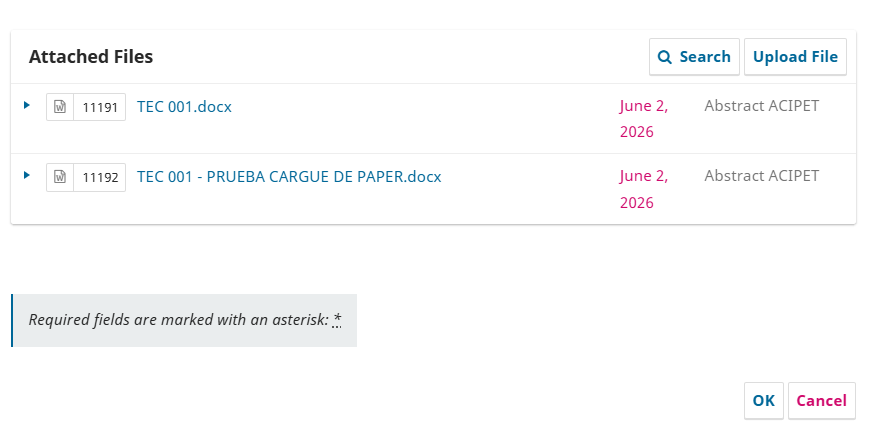 Attached Files
Search
Upload File
11191 TEC 001.docx June 2, 2026 Abstract ACIPET
11192 TEC 001 - PRUEBA CARGUE DE PAPER.docx June 2, 2026 Abstract ACIPET
Required fields are marked with an asterisk: *
OK
Cancel